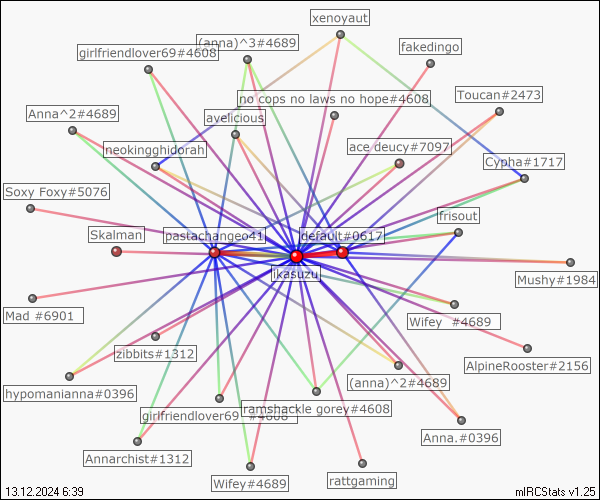 xenoyaut
(anna)^3#4689
girlfriendlover69#4608
fakedingo
no cops no laws no hope#4608
Toucan#2473
Anna^2#4689
avelicious
neokingghidorah
ace deucy#7097
Cypha#1717
Soxy Foxy#5076
frisout
Skalman
pastachangeo41
default#0617
ikasuzu
Mushy#1984
Mad #6901
Wifey #4689
zibbits#1312
AlpineRooster#2156
hypomanianna#0396
(anna)^2#4689
girlfriendlover69 #4608
ramshackle gorey#4608
Anna.#0396
Annarchist#1312
Wifey#4689
rattgaming
13.12.2024 6:39
mIRCStats v1.25